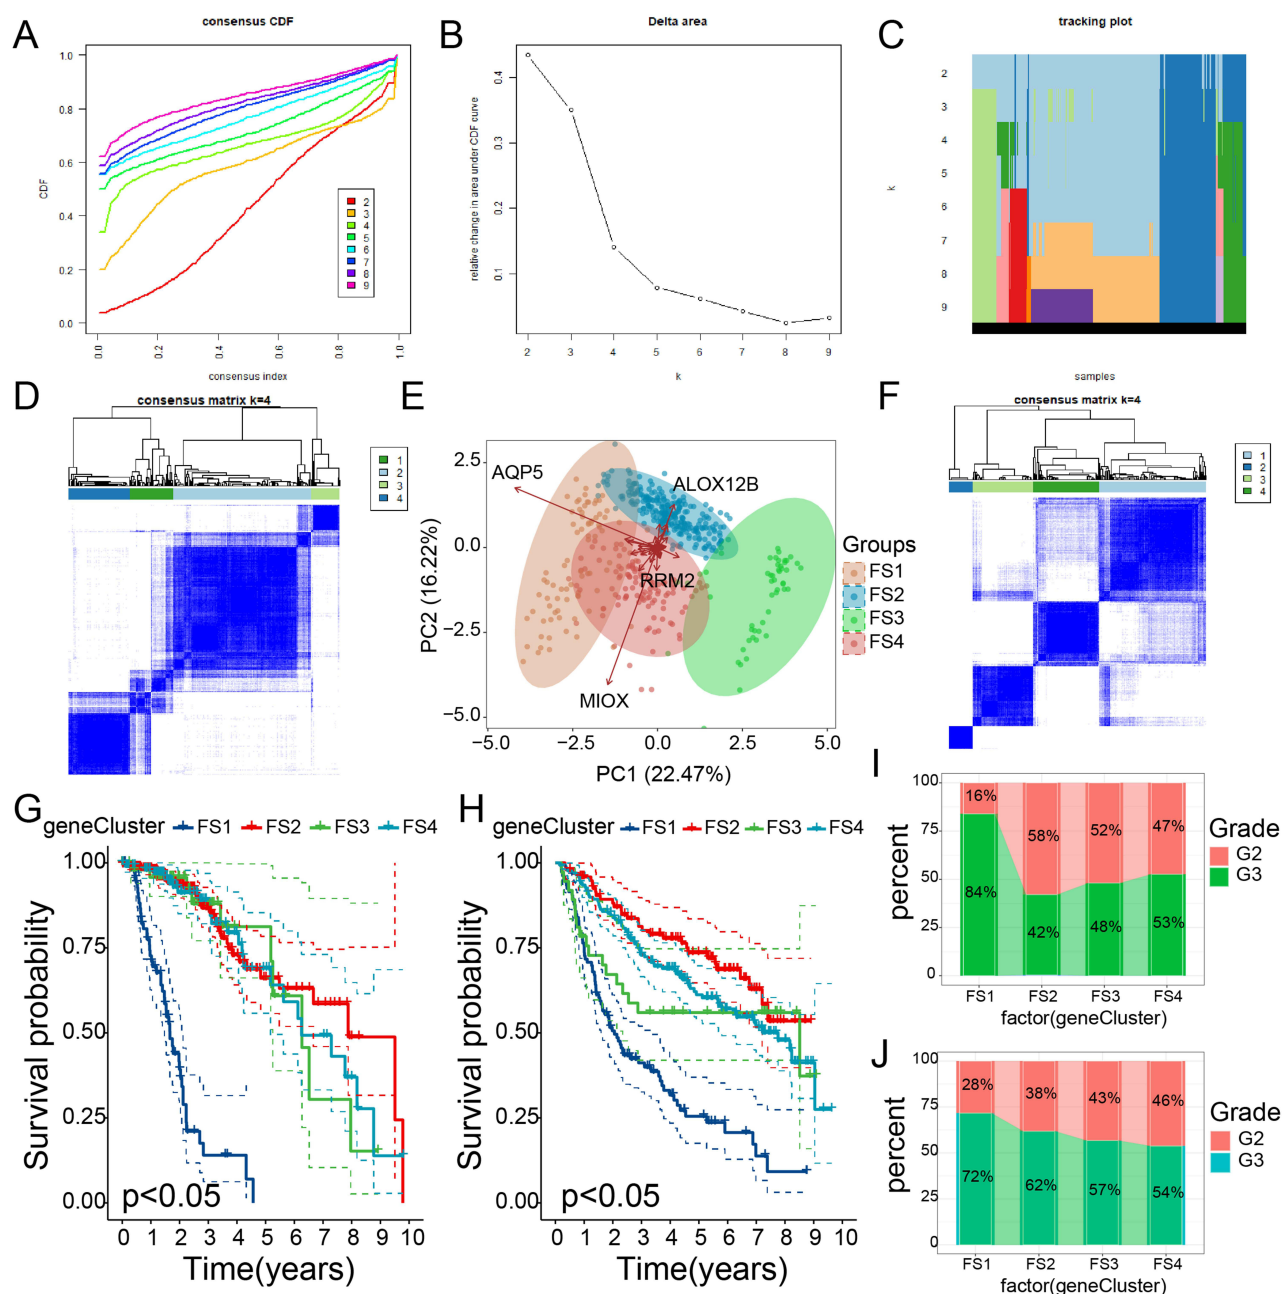 A
consensus CDF
CDF
1.0
0.8
0.6
0.4
0.2
0.0
2
3
4
5
6
7
8
9
0.0
0.2
0.4
0.6
0.8
1.0
consensus index
B
Delta area
relative change in area under CDF curve
0.4
0.3
0.2
0.1
2
3
4
5
6
7
8
9
k
C
tracking plot
k
2
3
4
5
6
7
8
9
samples
D
consensus matrix k=4
1
2
3
4
E
PC2 (16.22%)
2.5
0.0
−2.5
−5.0
AQP5
ALOX12B
RRM2
MIOX
−5.0
−2.5
0.0
2.5
5.0
PC1 (22.47%)
Groups
FS1
FS2
FS3
FS4
F
consensus matrix k=4
1
2
3
4
G
geneCluster FS1 FS2 FS3 FS4
Survival probability
1.00
0.75
0.50
0.25
0.00
p<0.05
0 1 2 3 4 5 6 7 8 9 10
Time(years)
H
geneCluster FS1 FS2 FS3 FS4
Survival probability
1.00
0.75
0.50
0.25
0.00
p<0.05
0 1 2 3 4 5 6 7 8 9 10
Time(years)
I
percent
100
75
50
25
0
16%
58%
52%
47%
84%
42%
48%
53%
FS1 FS2 FS3 FS4
factor(geneCluster)
Grade
G2
G3
J
percent
100
75
50
25
0
28%
38%
43%
46%
72%
62%
57%
54%
FS1 FS2 FS3 FS4
factor(geneCluster)
Grade
G2
G3